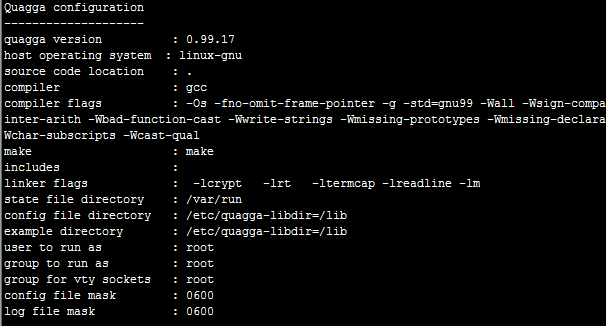 Quagga configuration
--------------------
quagga version          : 0.99.17
host operating system  : linux-gnu
source code location    : .
compiler                : gcc
compiler flags          : -Os -fno-omit-frame-pointer -g -std=gnu99 -Wall -Wsign-compa
inter-arith -Wbad-function-cast -Wwrite-strings -Wmissing-prototypes -Wmissing-declara
Wchar-subscripts -Wcast-qual
make                    : make
includes                :
linker flags            :  -lcrypt   -lrt   -ltermcap -lreadline -lm
state file directory    : /var/run
config file directory   : /etc/quagga-libdir=/lib
example directory       : /etc/quagga-libdir=/lib
user to run as          : root
group to run as         : root
group for vty sockets   : root
config file mask        : 0600
log file mask           : 0600